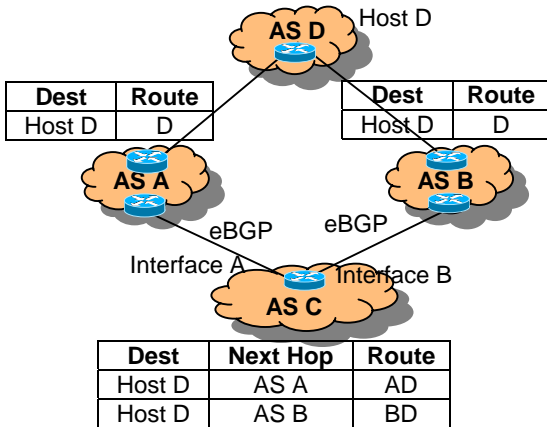 Host D
AS D
Dest Route
Host D D
Dest Route
Host D D
AS A
AS B
eBGP
eBGP
Interface A
Interface B
AS C
Dest Next Hop Route
Host D AS A AD
Host D AS B BD